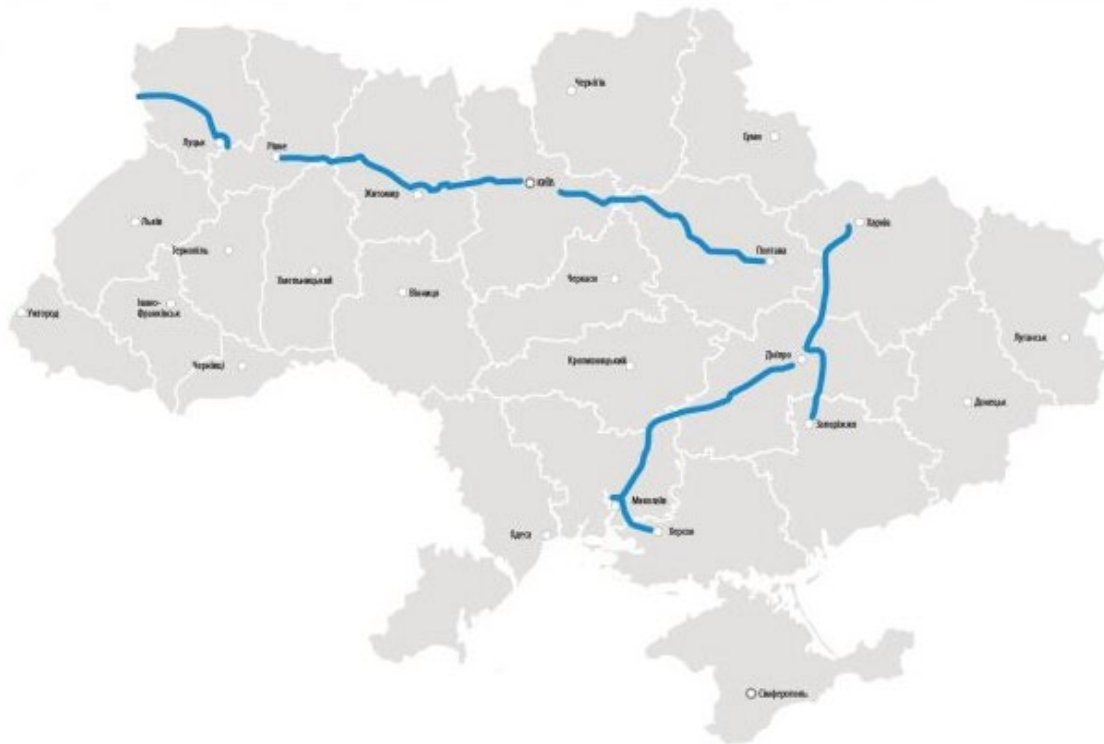 Чернігів
Суми
Луцьк
Рівне
КИЇВ
Житомир
Львів
Харків
Тернопіль
Полтава
Хмельницький
Черкаси
Вінниця
Івано-
Франківськ
Ужгород
Луганськ
Дніпро
Чернівці
Кропивницький
Донецьк
Запоріжжя
Миколаїв
Одеса
Херсон
Сімферополь